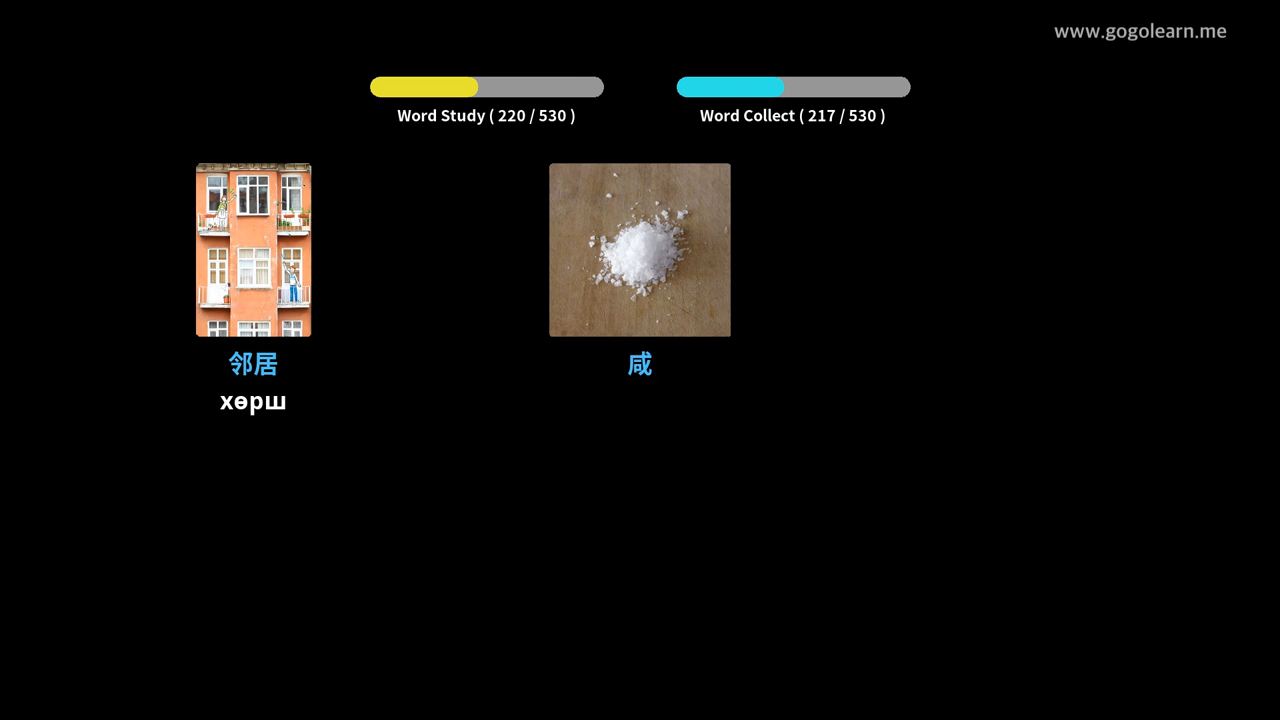 www.gogolearn.me
Word Study ( 220 / 530 )
Word Collect ( 217 / 530 )
邻居
хөрш
咸